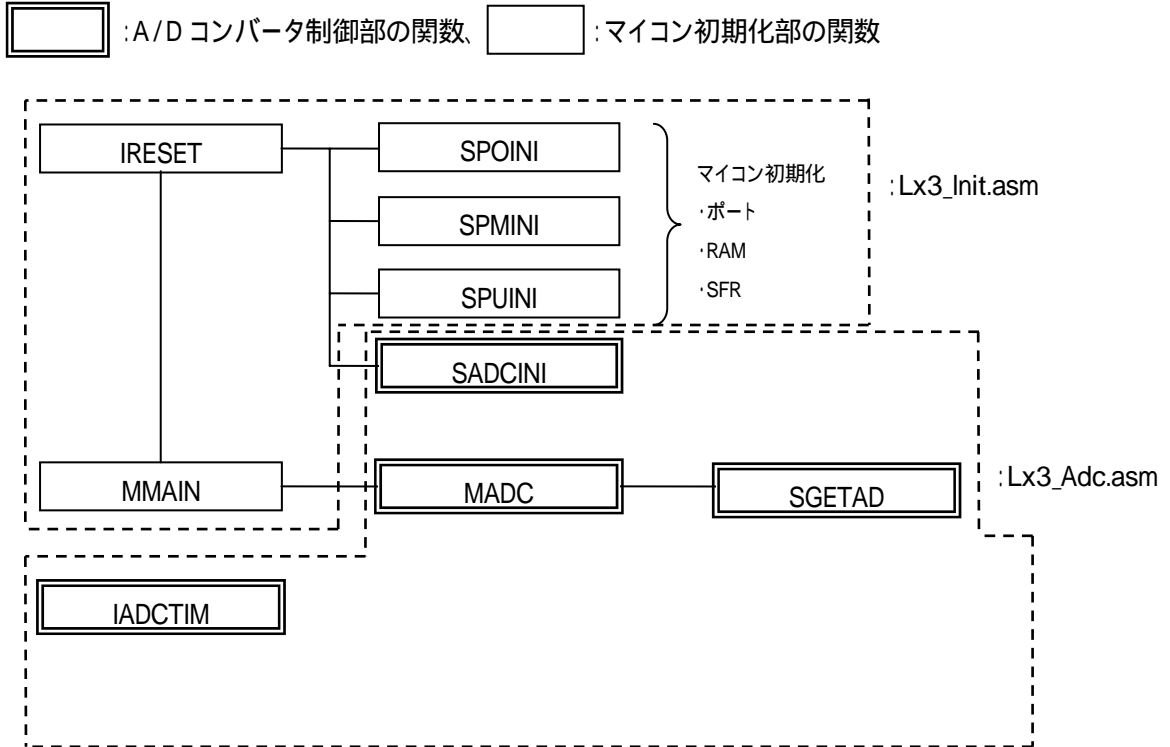 :A/D コンバータ制御部の関数、 :マイコン初期化部の関数
IRESET
SPOINI
SPMINI
SPUINI
マイコン初期化
・ポート
・RAM
・SFR
:Lx3_Init.asm
SADCINI
MMAIN
MADC
SGETAD
:Lx3_Adc.asm
IADCTIM